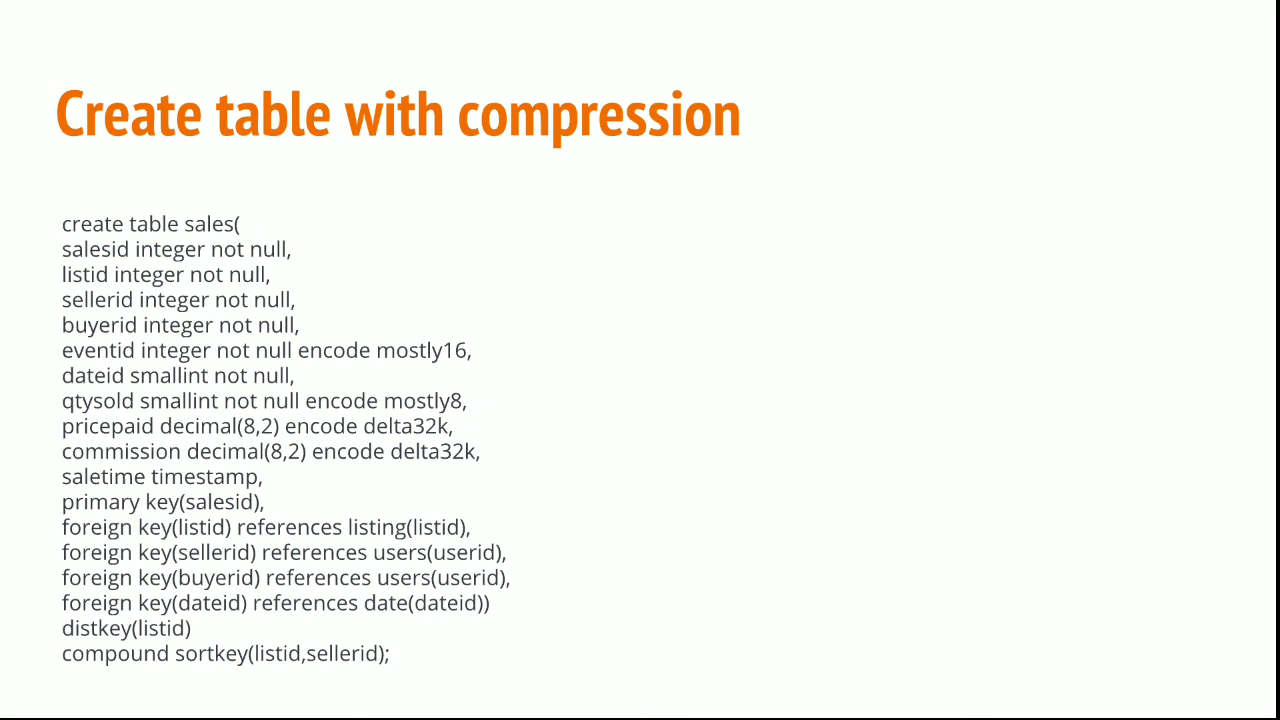 Create table with compression
create table sales(
salesid integer not null,
listid integer not null,
sellerid integer not null,
buyerid integer not null,
eventid integer not null encode mostly16,
dateid smallint not null,
qtysold smallint not null encode mostly8,
pricepaid decimal(8,2) encode delta32k,
commission decimal(8,2) encode delta32k,
saletime timestamp,
primary key(salesid),
foreign key(listid) references listing(listid),
foreign key(sellerid) references users(userid),
foreign key(buyerid) references users(userid),
foreign key(dateid) references date(dateid))
distkey(listid)
compound sortkey(listid,sellerid);